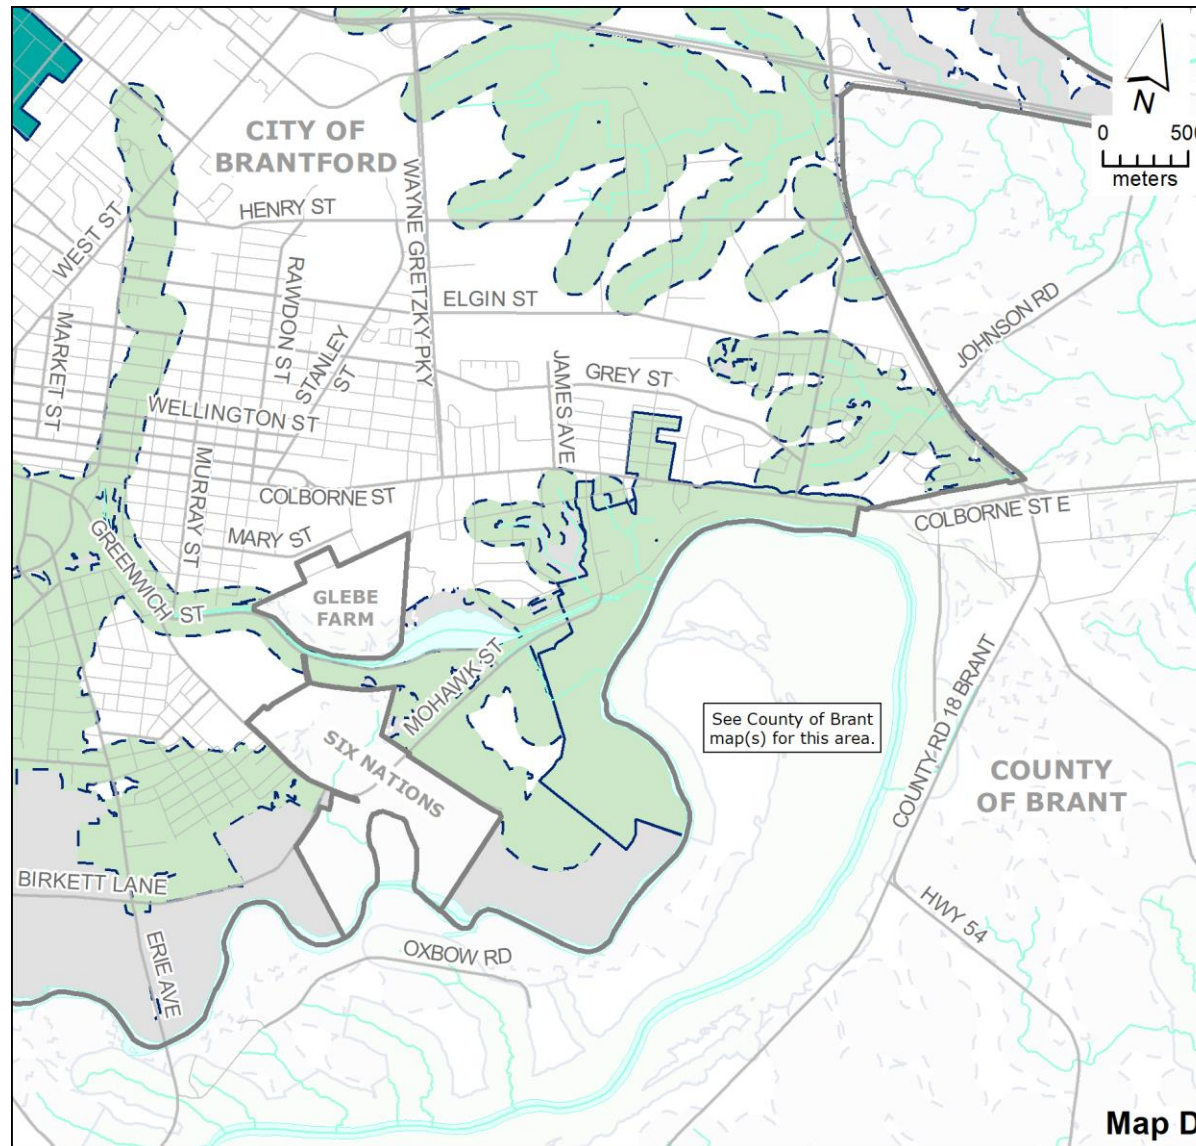 CITY OF
BRANTFORD
N
0 500
meters
HENRY ST
WEST ST
WAYNE GRETZKY PKY
RAWDON ST
ELGIN ST
JOHNSON RD
MARKET ST
STANLEY
ST
JAMES AVE
GREY ST
WELLINGTON ST
MURRAY ST
COLBORNE ST
COLBORNE ST E
MARY ST
GREENWICH ST
GLEBE
FARM
MOHAWK ST
See County of Brant
map(s) for this area.
SIX NATIONS
COUNTY RD 18 BRANT
COUNTY
OF BRANT
BIRKETT LANE
HWY 54
OXBOW RD
ERIE AVE
Map D